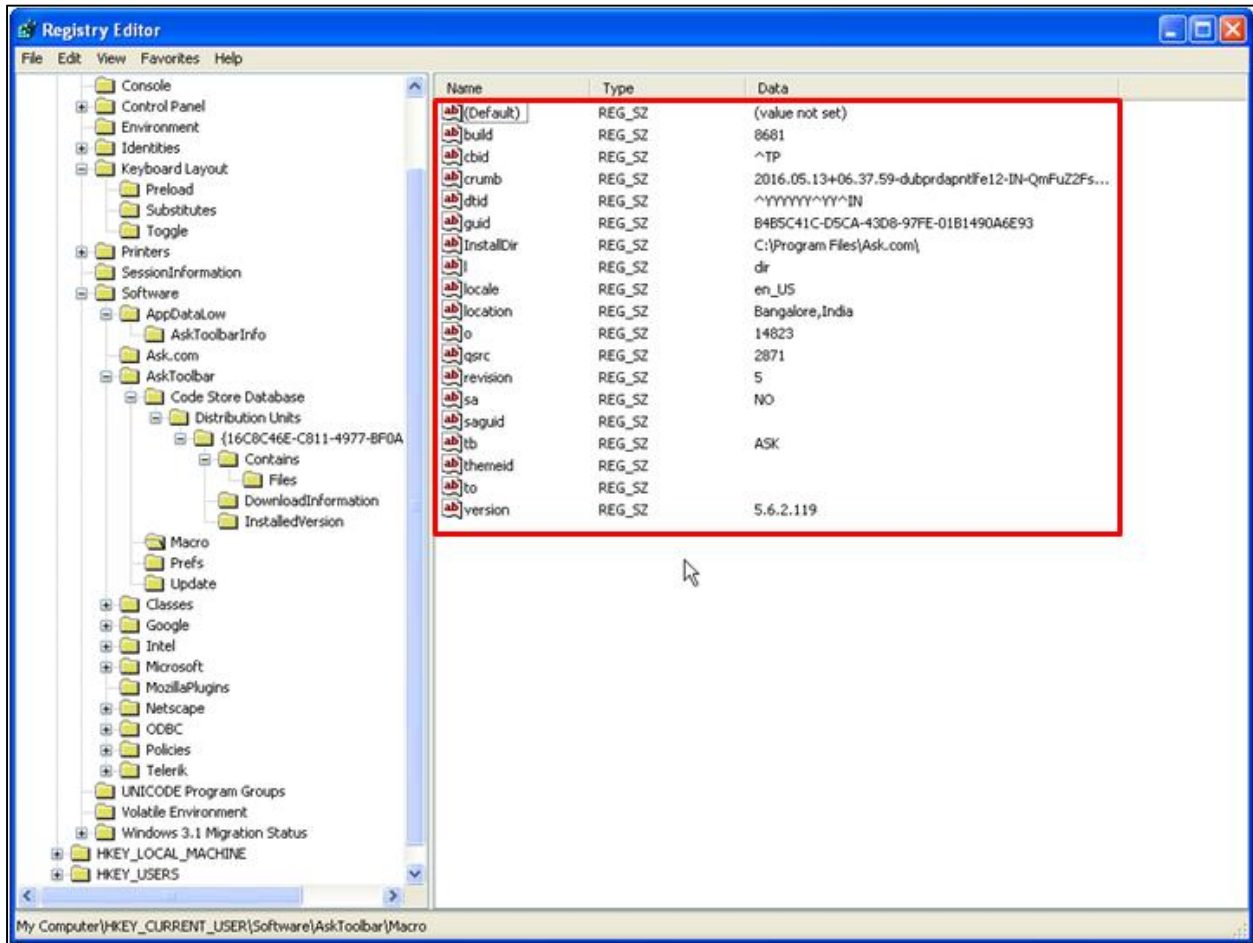 Registry Editor
File Edit View Favorites Help
Console
Control Panel
Environment
Identities
Keyboard Layout
Preload
Substitutes
Toggle
Printers
SessionInformation
Software
AppDataLow
AskToolbarInfo
Ask.com
AskToolbar
Code Store Database
Distribution Units
{16C8C46E-C811-4977-BF0A
Contains
Files
DownloadInformation
InstalledVersion
Macro
Prefs
Update
Classes
Google
Intel
Microsoft
MozillaPlugins
Netscape
ODBC
Policies
Telerik
UNICODE Program Groups
Volatile Environment
Windows 3.1 Migration Status
HKEY_LOCAL_MACHINE
HKEY_USERS
Name Type Data
(Default) REG_SZ (value not set)
build REG_SZ 8681
cbid REG_SZ ^TP
crumb REG_SZ 2016.05.13+06.37.59-dubprdapntlfe12-IN-QmFuZ2Fs...
dtid REG_SZ ^YYYYYY^YY^IN
guid REG_SZ B4B5C41C-D5CA-43D8-97FE-01B1490A6E93
InstallDir REG_SZ C:\Program Files\Ask.com\
l REG_SZ dir
locale REG_SZ en_US
location REG_SZ Bangalore,India
o REG_SZ 14823
qsrc REG_SZ 2871
revision REG_SZ 5
sa REG_SZ NO
saguid REG_SZ
tb REG_SZ ASK
themeid REG_SZ
to REG_SZ
version REG_SZ 5.6.2.119
My Computer\HKEY_CURRENT_USER\Software\AskToolbar\Macro